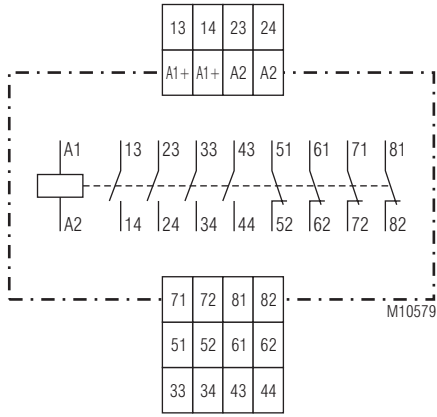 13 14 23 24
A1+ A1+ A2 A2
A1 13 23 33 43 51 61 71 81
A2 14 24 34 44 52 62 72 82
71 72 81 82
M10579
51 52 61 62
33 34 43 44